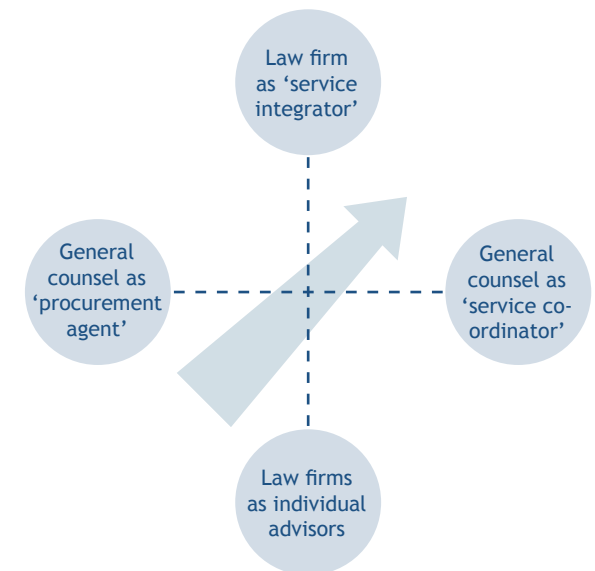 Law firm
as ‘service
integrator’
General
counsel as
‘procurement
agent’
General
counsel as
‘service co-
ordinator’
Law firms
as individual
advisors